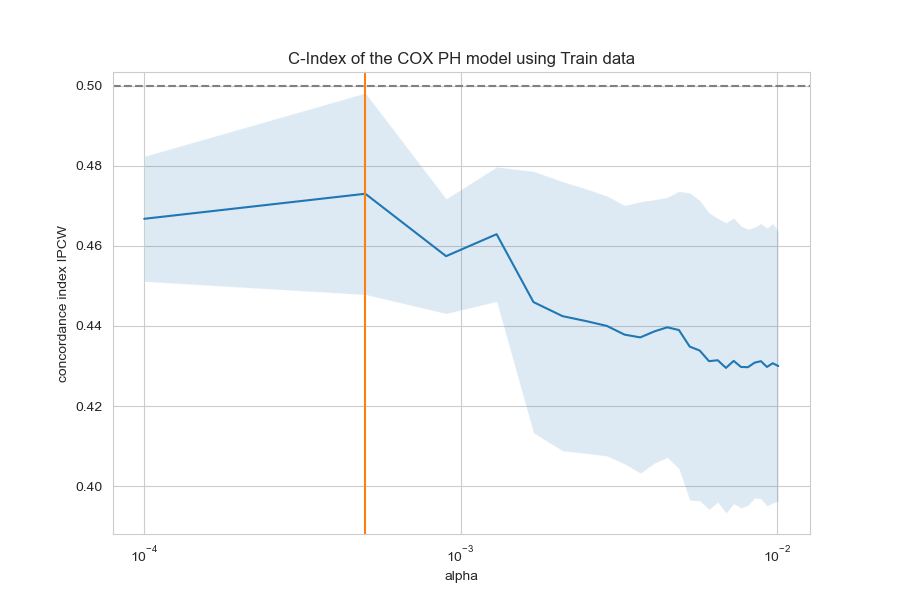 C-Index of the COX PH model using Train data
concordance index IPCW
0.50
0.48
0.46
0.44
0.42
0.40
10⁻⁴ 10⁻³ 10⁻²
alpha